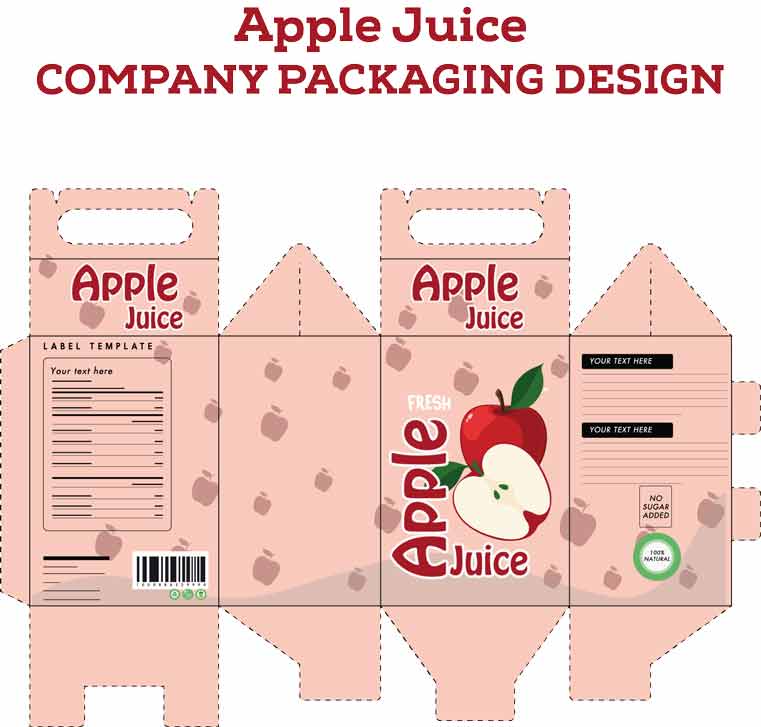 Apple Juice
COMPANY PACKAGING DESIGN
Apple
Juice
Apple
Juice
LABEL TEMPLATE
Your text here
FRESH
Apple
Juice
YOUR TEXT HERE
YOUR TEXT HERE
NO
SUGAR
ADDED
100%
NATURAL